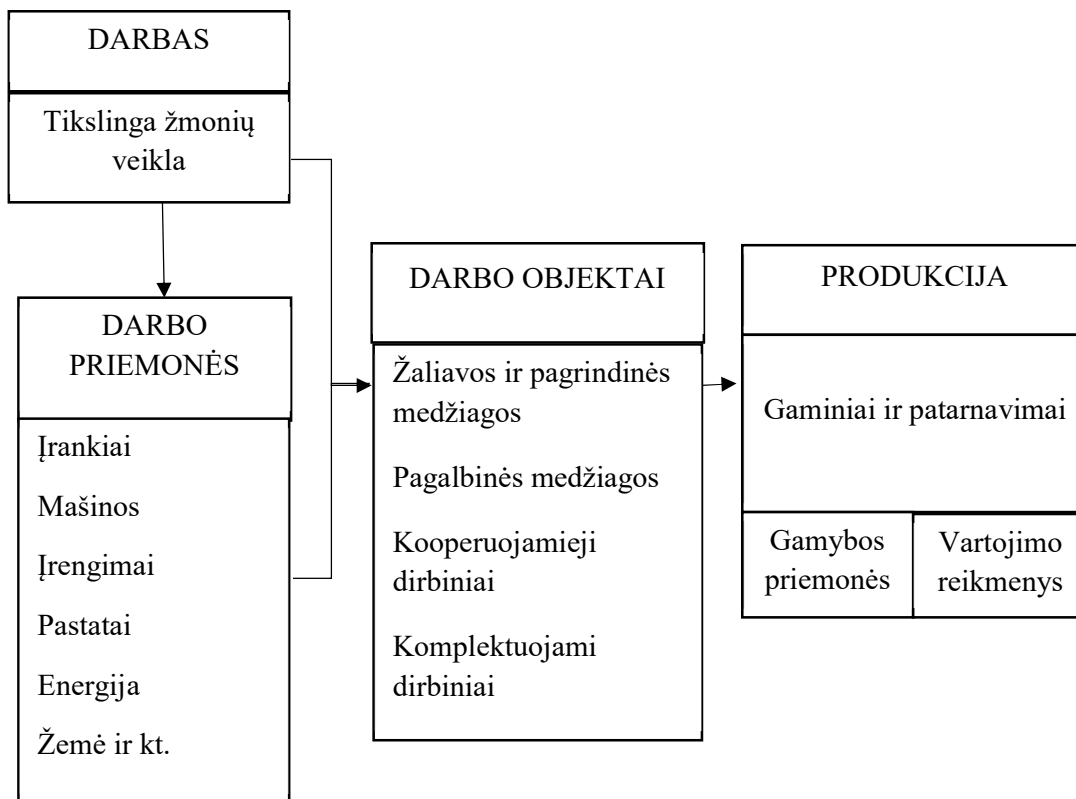 DARBAS
Tikslinga žmonių
veikla
DARBO
PRIEMONĖS
Įrankiai
Mašinos
Įrengimai
Pastatai
Energija
Žemė ir kt.
DARBO OBJEKTAI
Žaliavos ir pagrindinės
medžiagos
Pagalbinės medžiagos
Kooperuojamieji
dirbiniai
Komplektuojami
dirbiniai
PRODUKCIJA
Gaminiai ir patarnavimai
Gamybos
priemonės
Vartojimo
reikmenys